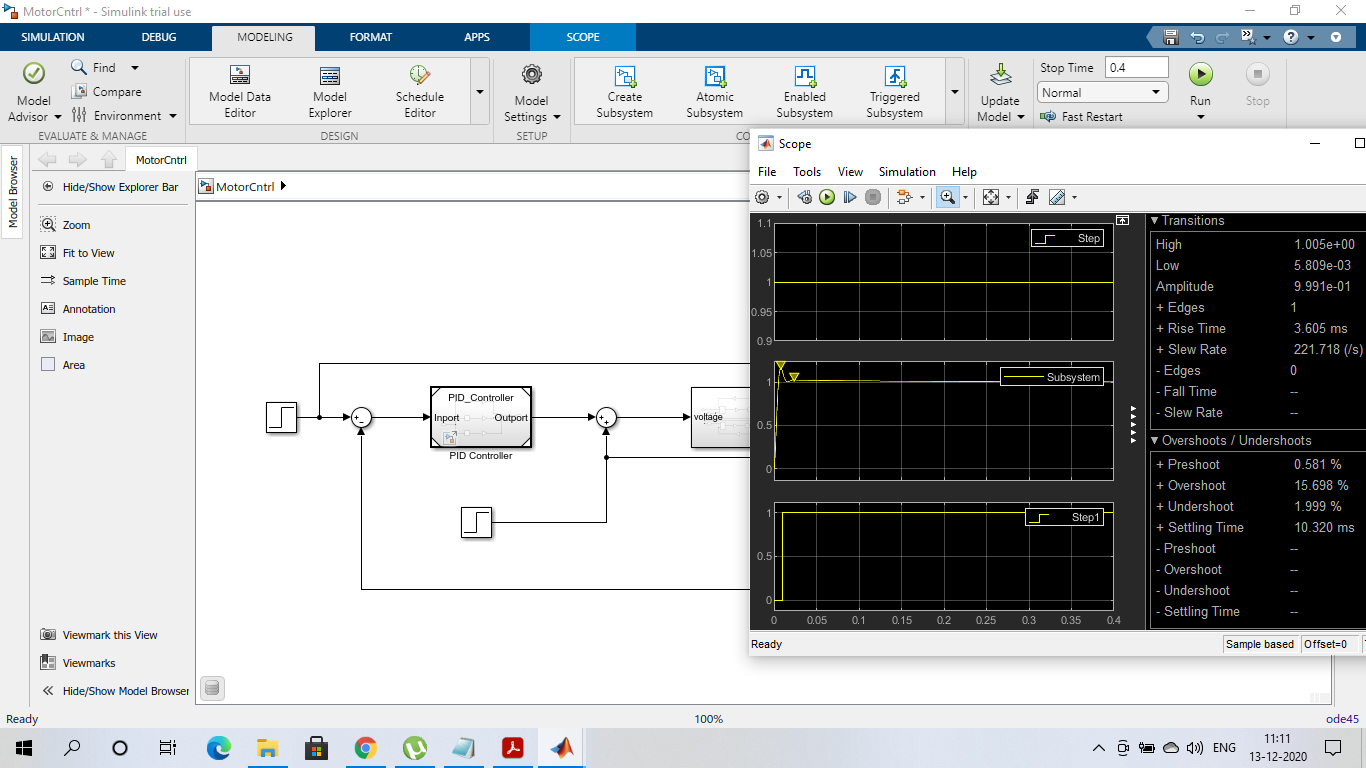 MotorCntrl * - Simulink trial use
SIMULATION DEBUG MODELING FORMAT APPS SCOPE
Model Advisor
Find
Compare
Environment
EVALUATE & MANAGE
Model Data Editor
Model Explorer
Schedule Editor
DESIGN
Model Settings
SETUP
Create Subsystem
Atomic Subsystem
Enabled Subsystem
Triggered Subsystem
CO
Update Model
Stop Time 0.4
Normal
Fast Restart
Run
Stop
Model Browser
MotorCntrl
Hide/Show Explorer Bar
MotorCntrl
Zoom
Fit to View
Sample Time
Annotation
Image
Area
Viewmark this View
Viewmarks
Hide/Show Model Browser
PID_Controller
Inport Outport
PID Controller
voltage
Scope
File Tools View Simulation Help
1.1
1.05
1
0.95
0.9
Step
1
0.5
0
Subsystem
1
0.5
0
Step1
0 0.05 0.1 0.15 0.2 0.25 0.3 0.35 0.4
Transitions
High 1.005e+00
Low 5.809e-03
Amplitude 9.991e-01
+ Edges 1
+ Rise Time 3.605 ms
+ Slew Rate 221.718 (/s)
- Edges 0
- Fall Time --
- Slew Rate --
Overshoots / Undershoots
+ Preshoot 0.581 %
+ Overshoot 15.698 %
+ Undershoot 1.999 %
+ Settling Time 10.320 ms
- Preshoot --
- Overshoot --
- Undershoot --
- Settling Time --
Ready Sample based Offset=0
Ready 100% ode45
ENG
11:11
13-12-2020